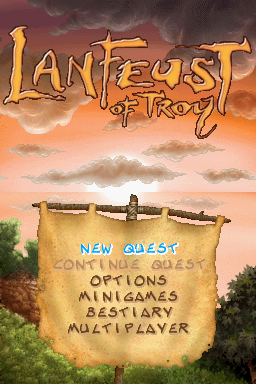 LANFEUST
OF TROY
NEW QUEST
CONTINUE QUEST
OPTIONS
MINIGAMES
BESTIARY
MULTIPLAYER